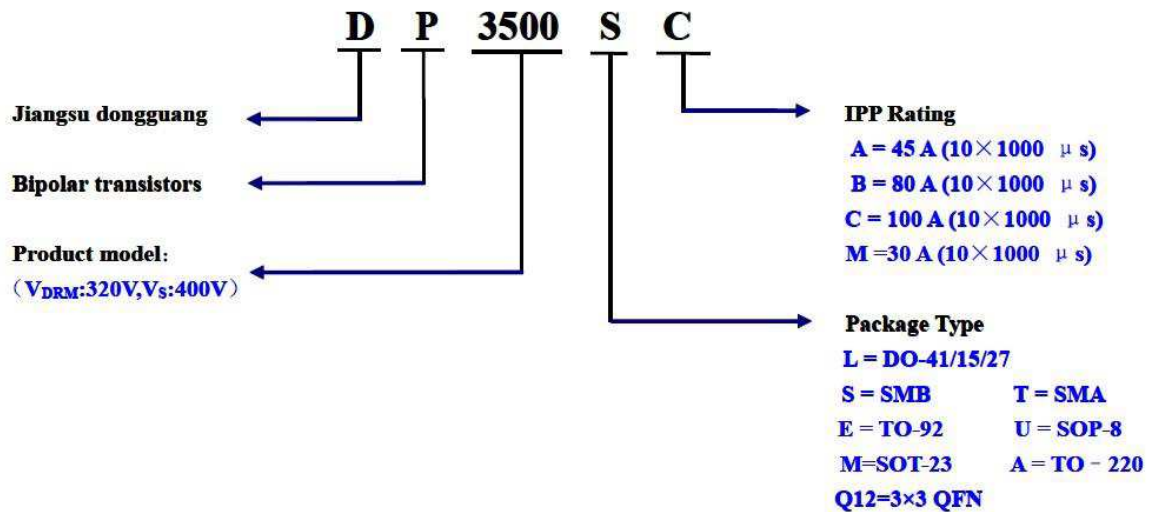 D P 3500 S C
Jiangsu dongguang
Bipolar transistors
Product model：
（VDRM:320V,VS:400V）
IPP Rating
A = 45 A (10×1000 μs)
B = 80 A (10×1000 μs)
C = 100 A (10×1000 μs)
M =30 A (10×1000 μs)
Package Type
L = DO-41/15/27
S = SMB T = SMA
E = TO-92 U = SOP-8
M=SOT-23 A = TO - 220
Q12=3×3 QFN